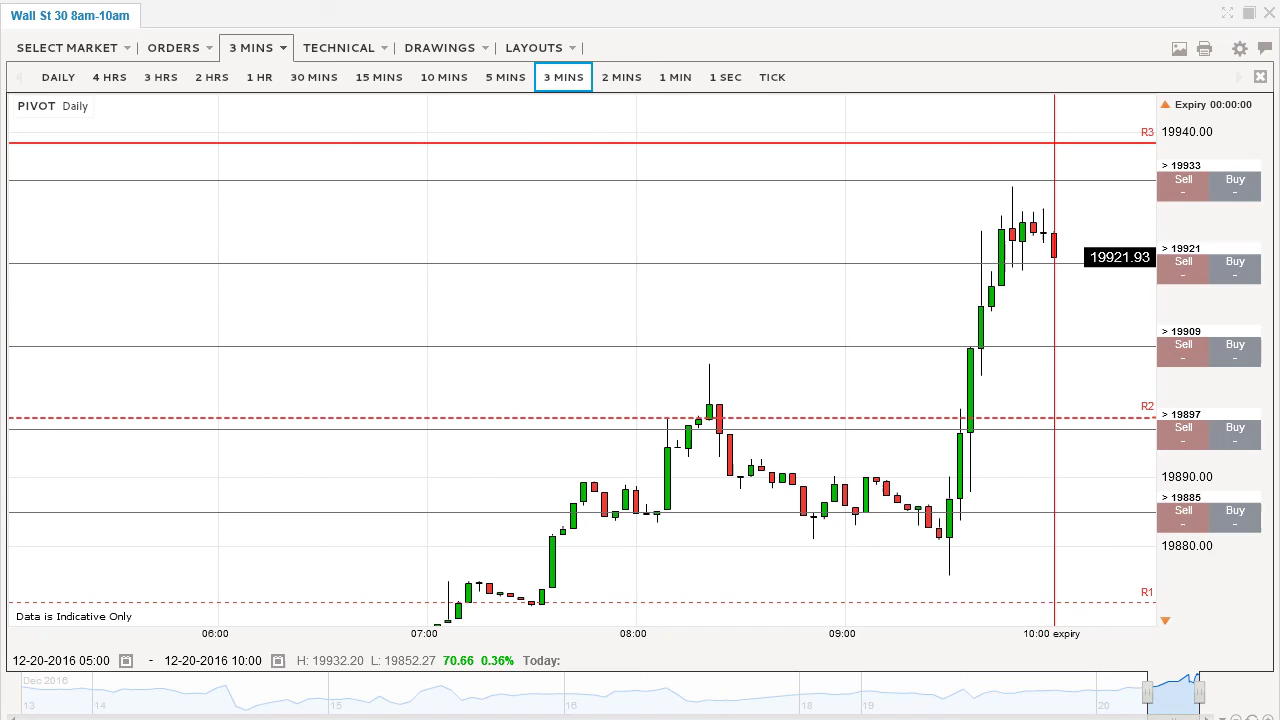 Wall St 30 8am-10am
SELECT MARKET ORDERS 3 MINS TECHNICAL DRAWINGS LAYOUTS
DAILY 4 HRS 3 HRS 2 HRS 1 HR 30 MINS 15 MINS 10 MINS 5 MINS 3 MINS 2 MINS 1 MIN 1 SEC TICK
PIVOT Daily
Expiry 00:00:00
R3 19940.00
> 19933
Sell Buy
- -
> 19921
19921.93
Sell Buy
- -
> 19909
Sell Buy
- -
R2
> 19897
Sell Buy
- -
19890.00
> 19885
Sell Buy
- -
19880.00
R1
Data is Indicative Only
06:00 07:00 08:00 09:00 10:00 expiry
12-20-2016 05:00 - 12-20-2016 10:00 H: 19932.20 L: 19852.27 70.66 0.36% Today:
Dec 2016
13 14 15 16 18 19 20